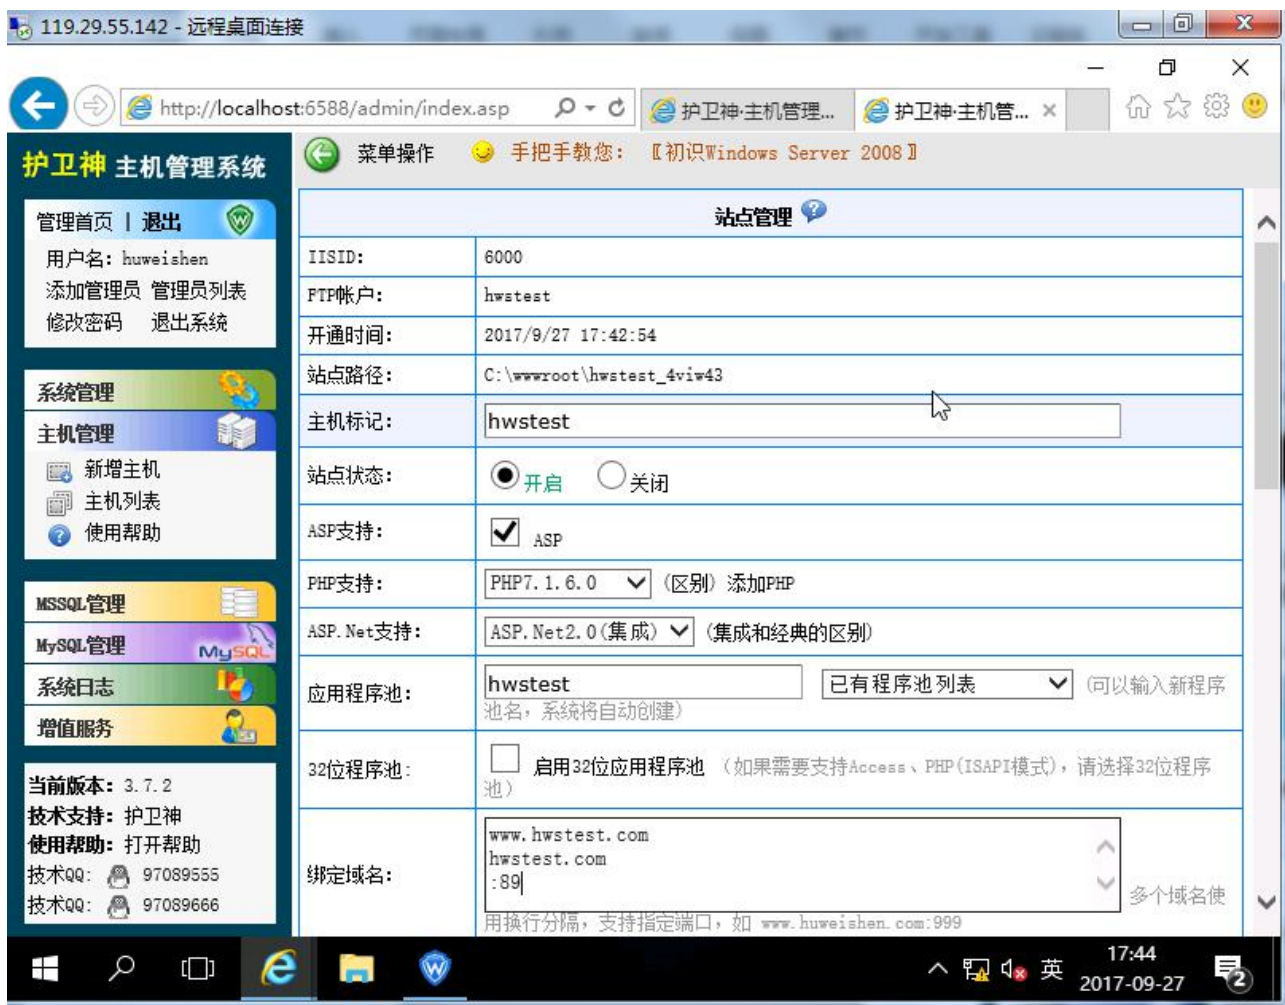 119.29.55.142 - 远程桌面连接
http://localhost:6588/admin/index.asp
护卫神·主机管理...
护卫神·主机管... ×
护卫神 主机管理系统
菜单操作
手把手教您： 〖初识Windows Server 2008〗
管理首页 | 退出
用户名: huweishen
添加管理员 管理员列表
修改密码 退出系统
系统管理
主机管理
新增主机
主机列表
使用帮助
MSSQL管理
MySQL管理
MySQL
系统日志
增值服务
当前版本: 3.7.2
技术支持: 护卫神
使用帮助: 打开帮助
技术QQ: 97089555
技术QQ: 97089666
站点管理
IISID: 6000
FTP帐户: hwstest
开通时间: 2017/9/27 17:42:54
站点路径: C:\wwwroot\hwstest_4viw43
主机标记: hwstest
站点状态: 开启 关闭
ASP支持: ASP
PHP支持: PHP7.1.6.0 (区别) 添加PHP
ASP.Net支持: ASP.Net2.0(集成) (集成和经典的区别)
应用程序池: hwstest 已有程序池列表 (可以输入新程序
池名，系统将自动创建)
32位程序池: 启用32位应用程序池 （如果需要支持Access、PHP(ISAPI模式)，请选择32位程序
池）
绑定域名:
www.hwstest.com
hwstest.com
:89
多个域名使
用换行分隔，支持指定端口，如 www.huweishen.com:999
英
17:44
2017-09-27
2